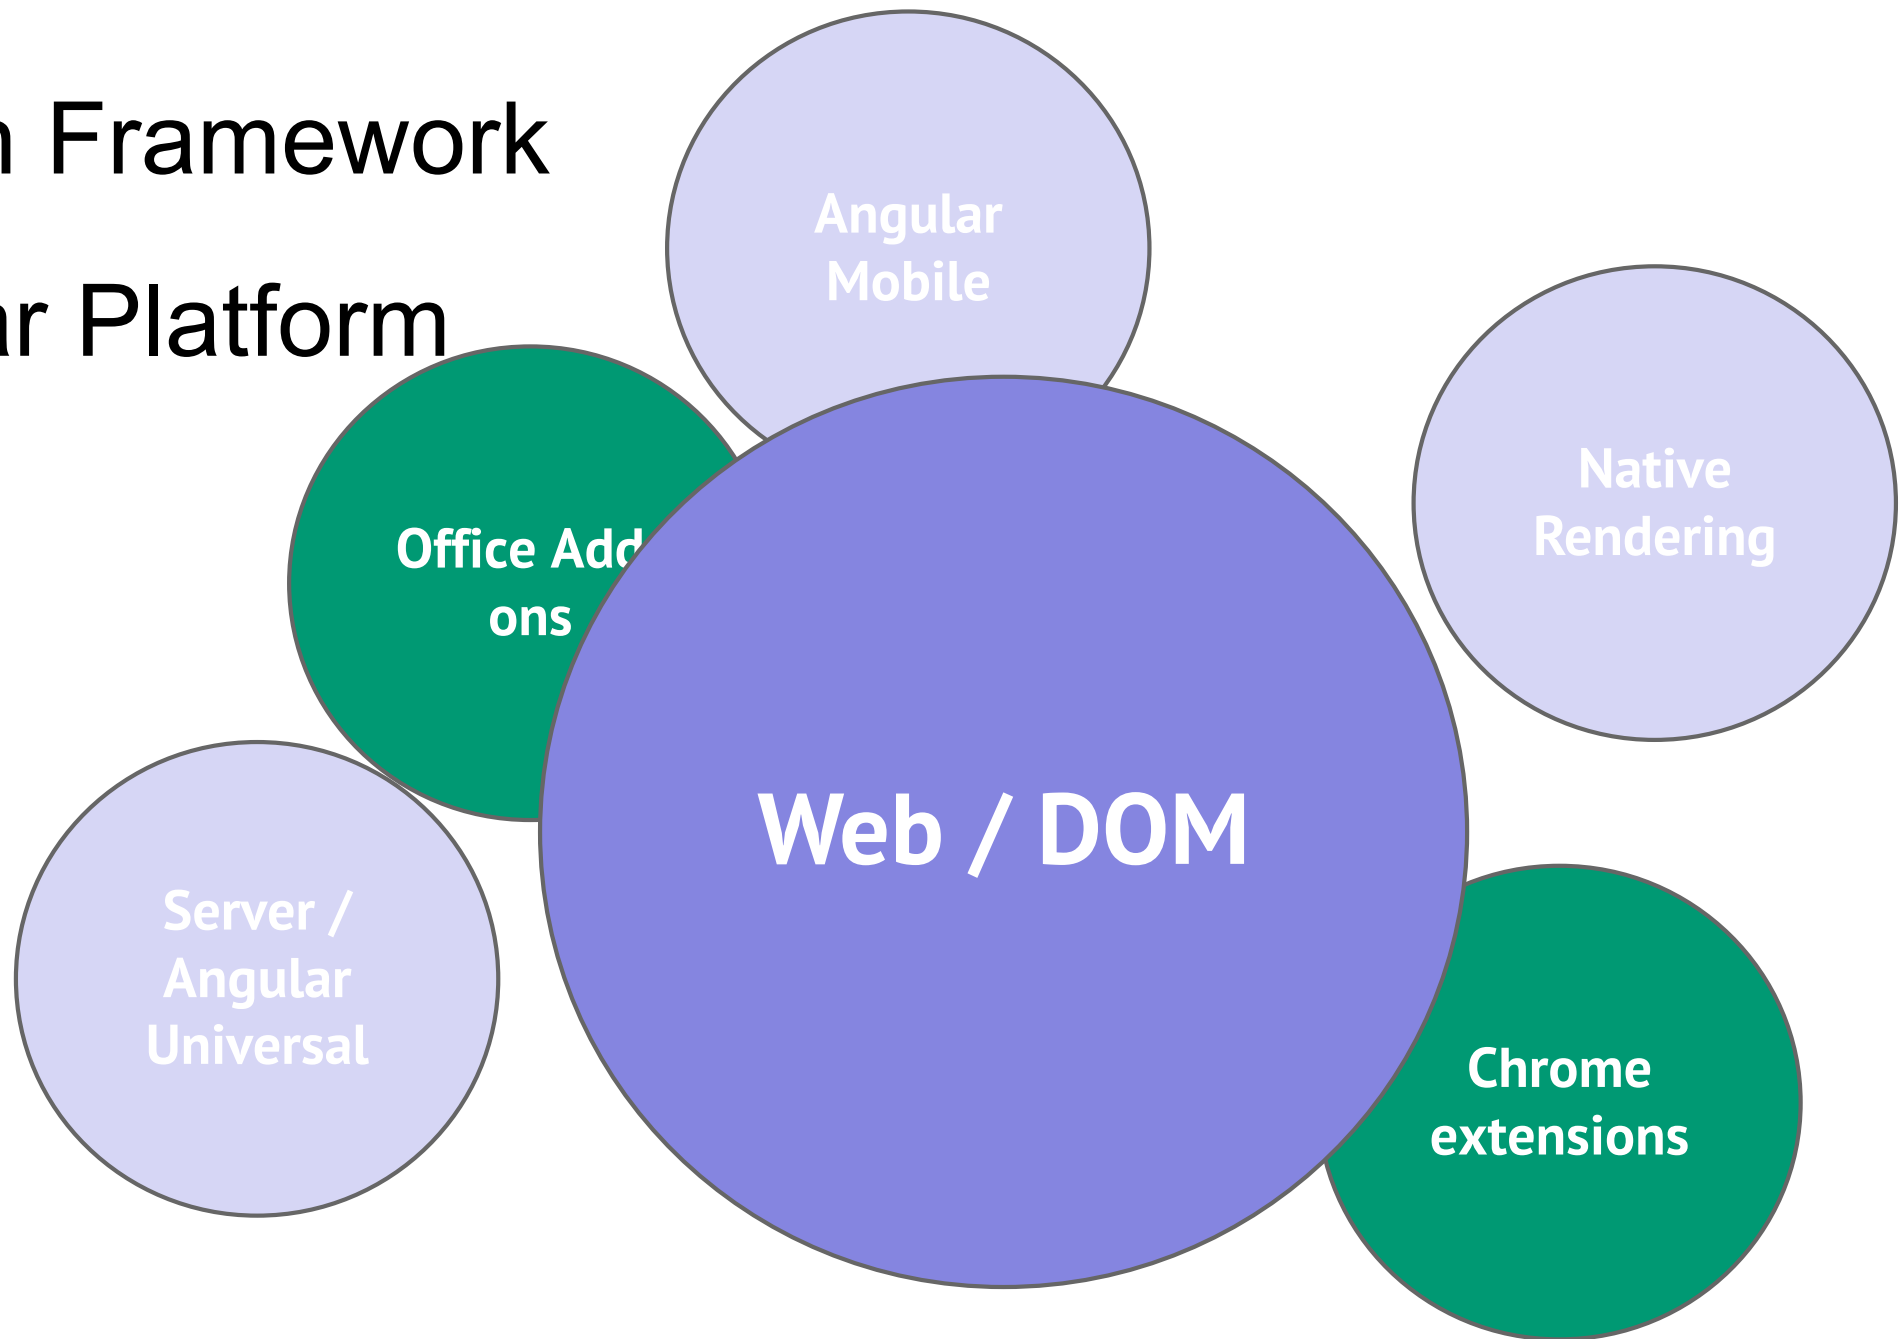 n Framework
ar Platform
Angular
Mobile
Native
Rendering
Office Add
ons
Web / DOM
Server /
Angular
Universal
Chrome
extensions